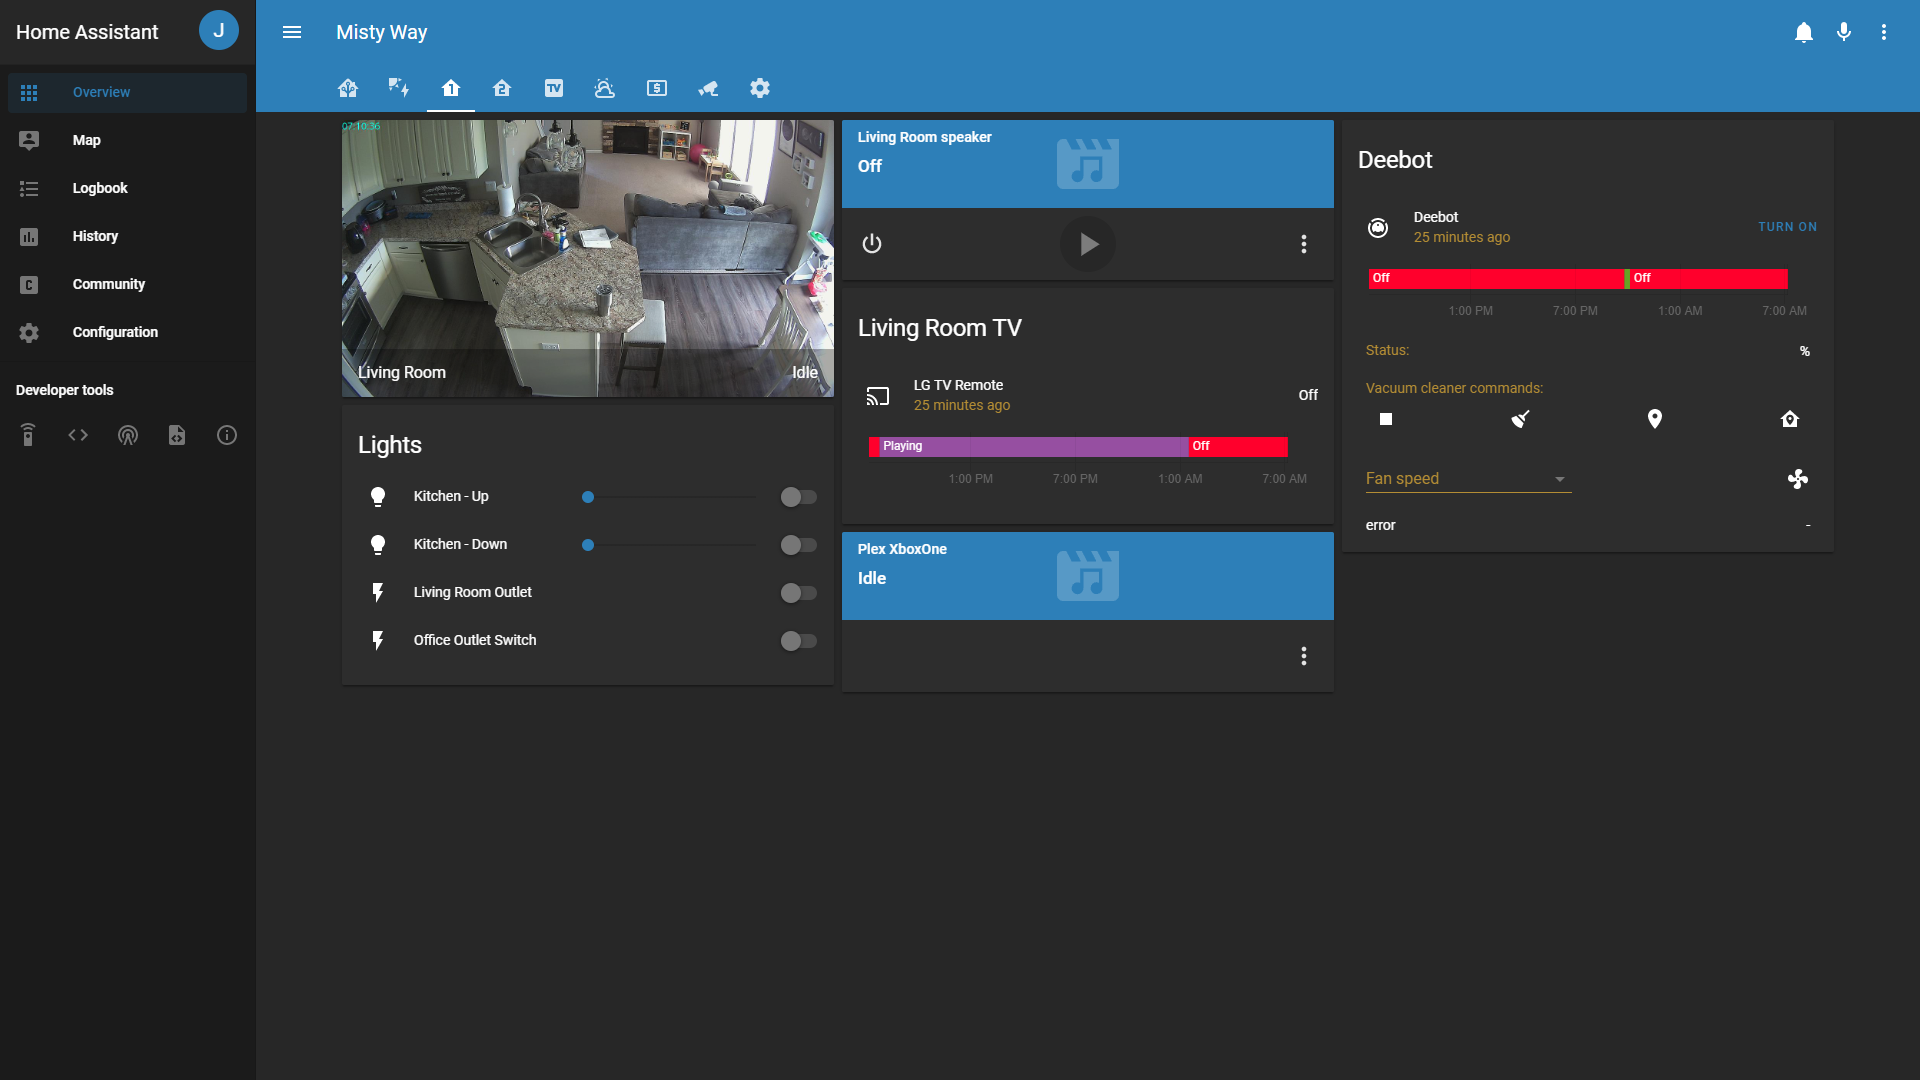 Home Assistant
J
Misty Way
Overview
Map
Logbook
History
Community
Configuration
Developer tools
1
2
TV
$
C
07:10:36
Living Room
Idle
Lights
Kitchen - Up
Kitchen - Down
Living Room Outlet
Office Outlet Switch
Living Room speaker
Off
Living Room TV
LG TV Remote
25 minutes ago
Off
Playing
Off
1:00 PM
7:00 PM
1:00 AM
7:00 AM
Plex XboxOne
Idle
Deebot
Deebot
25 minutes ago
TURN ON
Off
Off
1:00 PM
7:00 PM
1:00 AM
7:00 AM
Status:
%
Vacuum cleaner commands:
Fan speed
error
-